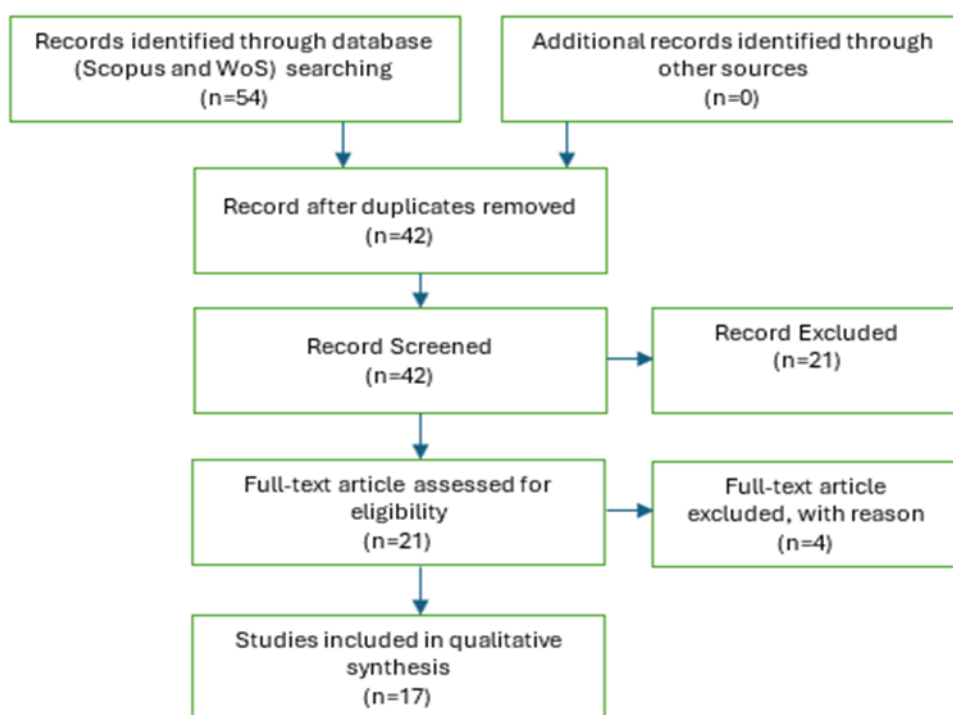 Records identified through database
(Scopus and WoS) searching
(n=54)
Additional records identified through
other sources
(n=0)
Record after duplicates removed
(n=42)
Record Screened
(n=42)
Record Excluded
(n=21)
Full-text article assessed for
eligibility
(n=21)
Full-text article
excluded, with reason
(n=4)
Studies included in qualitative
synthesis
(n=17)